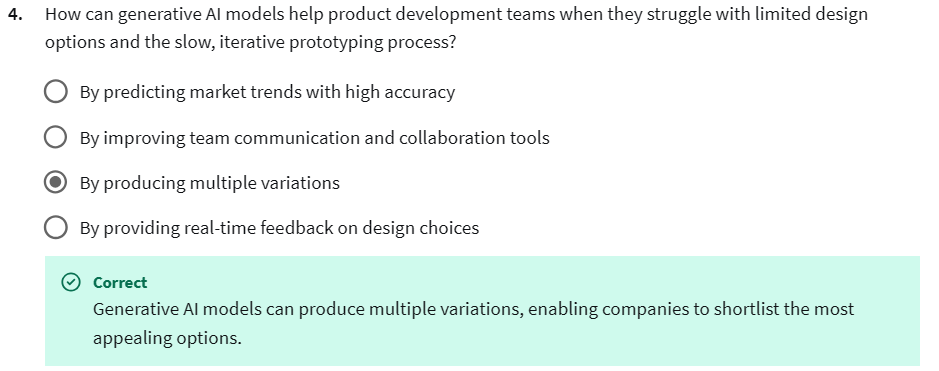 4. How can generative AI models help product development teams when they struggle with limited design
options and the slow, iterative prototyping process?
By predicting market trends with high accuracy
By improving team communication and collaboration tools
By producing multiple variations
By providing real-time feedback on design choices
Correct
Generative AI models can produce multiple variations, enabling companies to shortlist the most
appealing options.